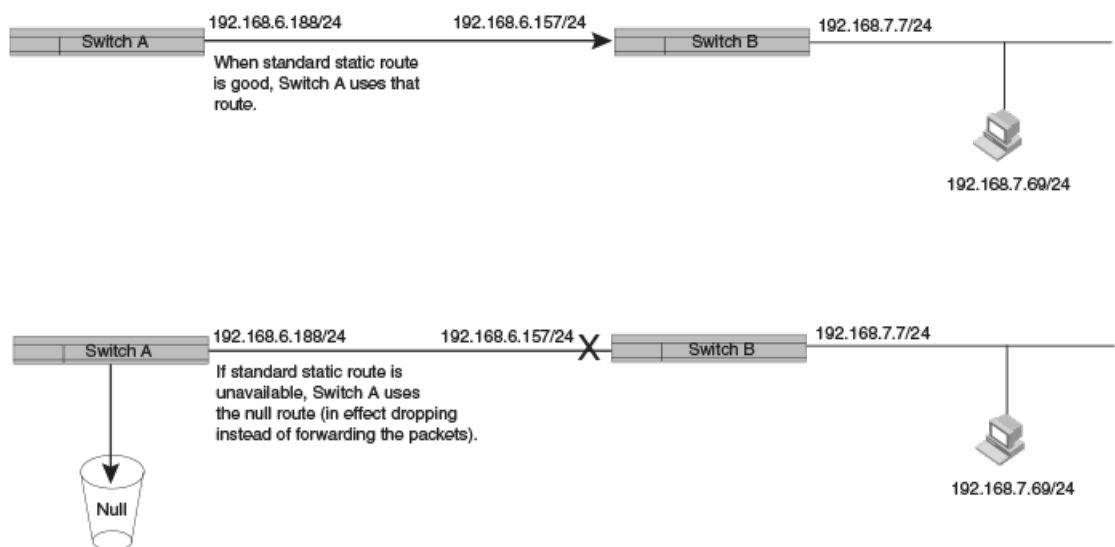 192.168.6.188/24
192.168.6.157/24
192.168.7.7/24
Switch A
Switch B
When standard static route
is good, Switch A uses that
route.
192.168.7.69/24
192.168.6.188/24
192.168.6.157/24
192.168.7.7/24
Switch A
X
Switch B
If standard static route is
unavailable, Switch A uses
the null route (in effect dropping
instead of forwarding the packets).
192.168.7.69/24
Null